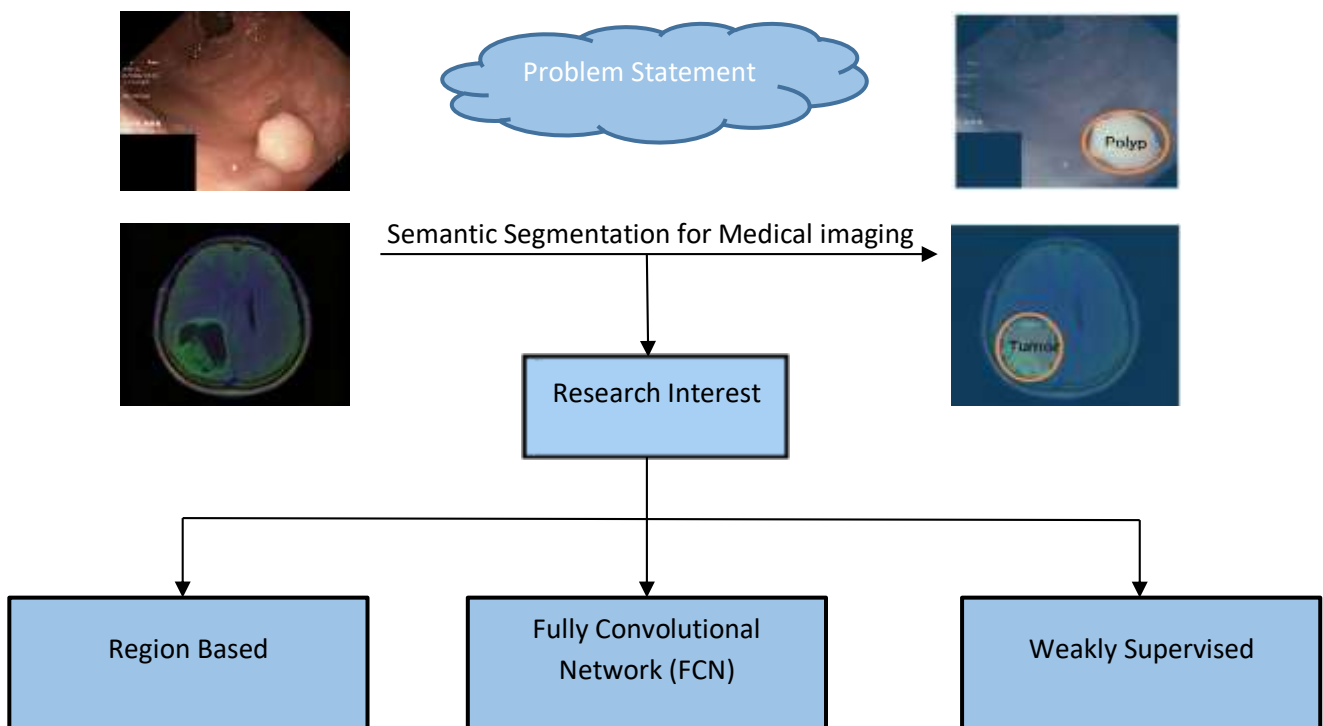 Problem Statement
Polyp
Semantic Segmentation for Medical imaging
Tumor
Research Interest
Region Based
Fully Convolutional
Network (FCN)
Weakly Supervised